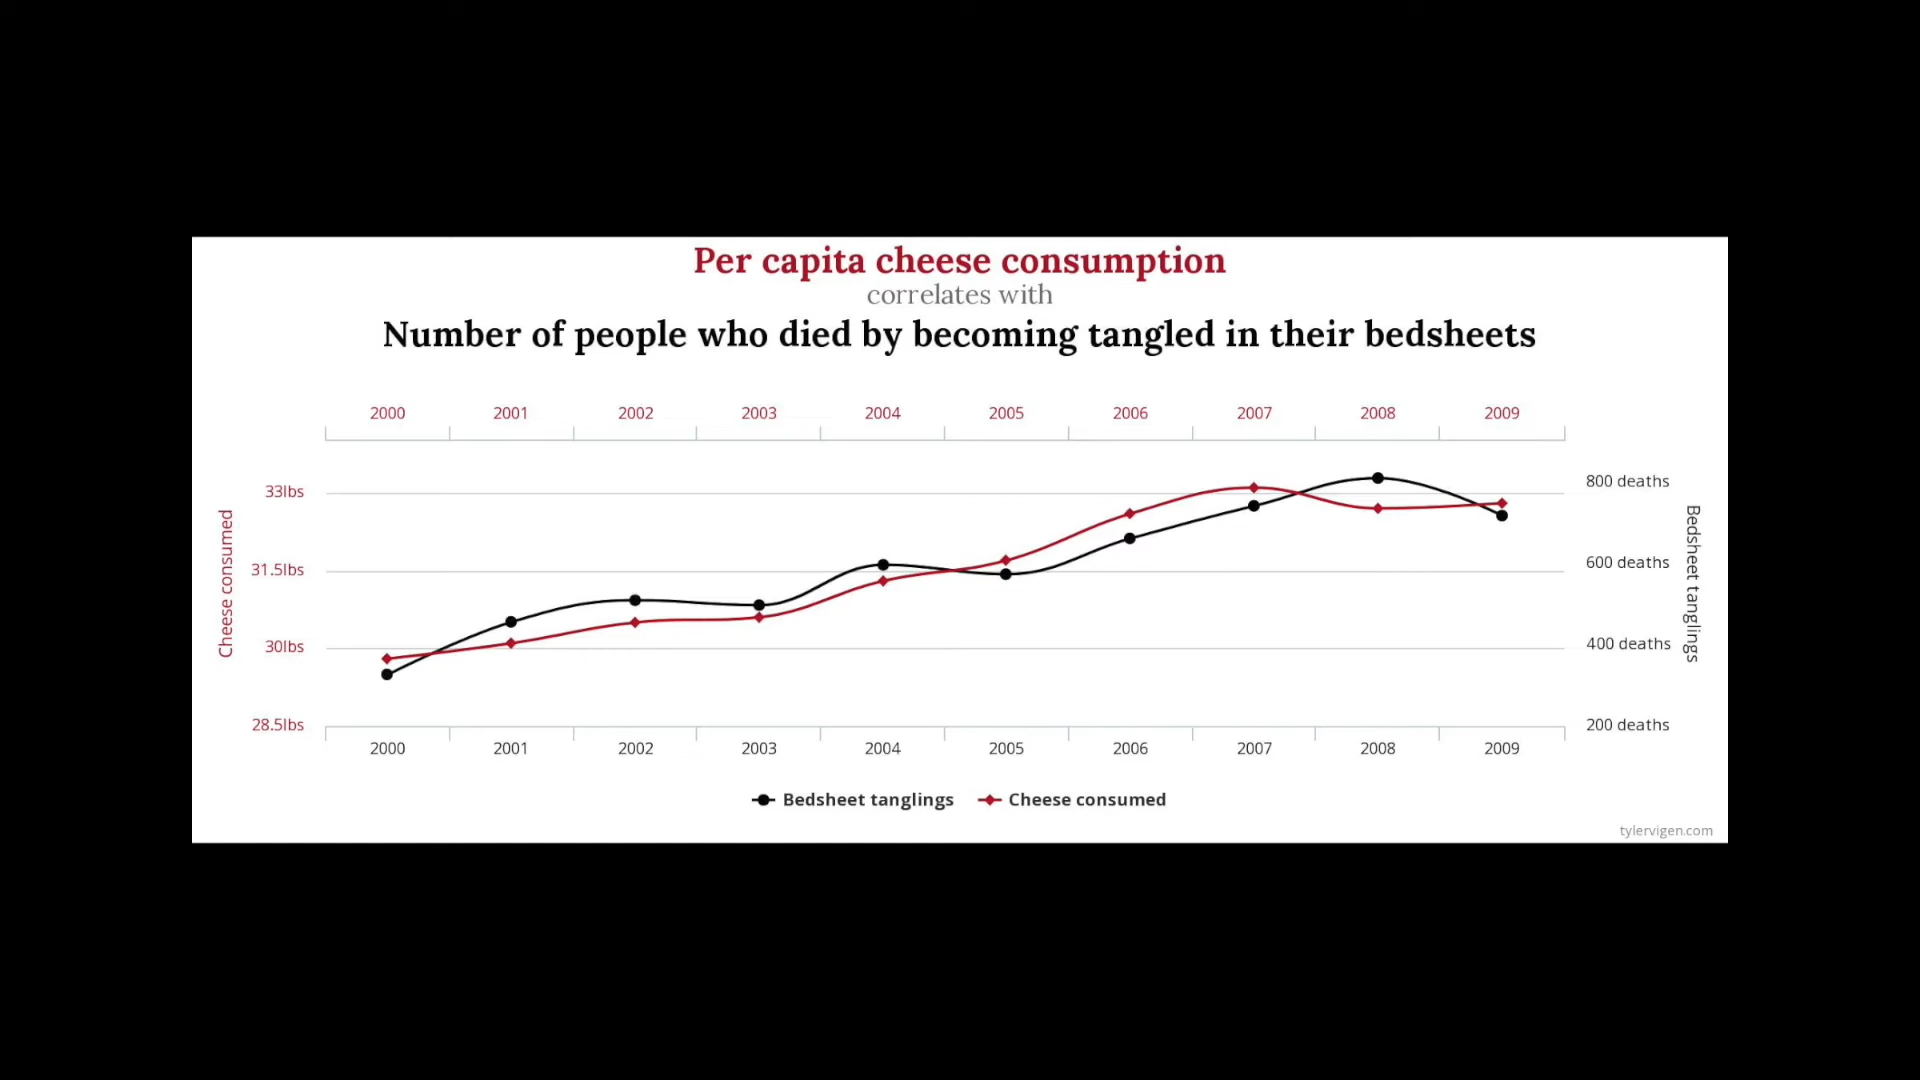 Per capita cheese consumption
correlates with
Number of people who died by becoming tangled in their bedsheets
2000 2001 2002 2003 2004 2005 2006 2007 2008 2009
33lbs
31.5lbs
30lbs
28.5lbs
Cheese consumed
800 deaths
600 deaths
400 deaths
200 deaths
Bedsheet tanglings
2000 2001 2002 2003 2004 2005 2006 2007 2008 2009
Bedsheet tanglings Cheese consumed
tylervigen.com